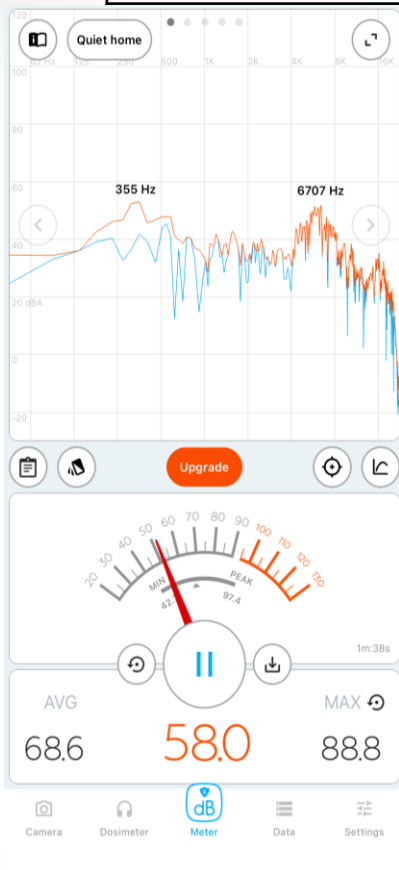 120
Quiet home
62 Hz 125 250 500 1K 2K 4K 8K 16K
100
80
60
355 Hz
6707 Hz
40
20 dBA
0
-20
Upgrade
20 30 40 50 60 70 80 90 100 110 120 130
MIN
PEAK
97.4
1m:38s
AVG
MAX
68.6
58.0
88.8
dB
Camera
Dosimeter
Meter
Data
Settings